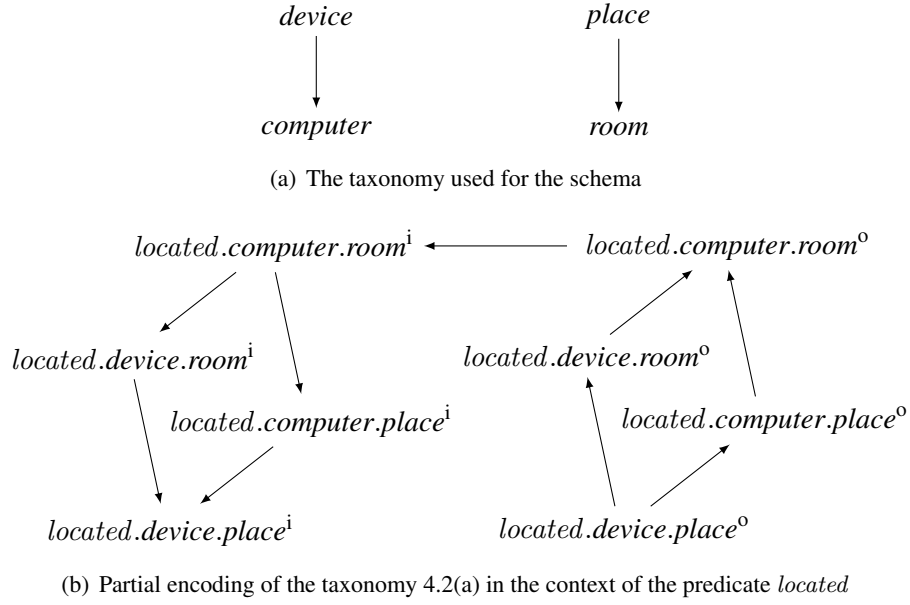 device place
computer room
(a) The taxonomy used for the schema
located.computer.roomⁱ located.computer.roomᵒ
located.device.roomⁱ located.device.roomᵒ
located.computer.placeⁱ located.computer.placeᵒ
located.device.placeⁱ located.device.placeᵒ
(b) Partial encoding of the taxonomy 4.2(a) in the context of the predicate located